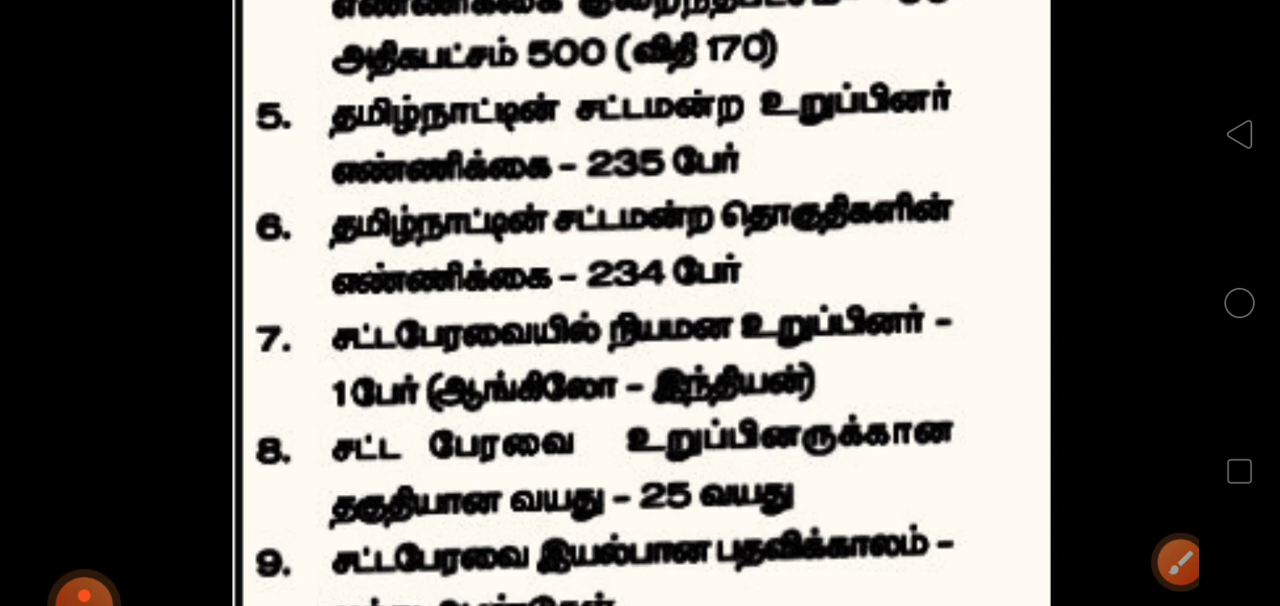 அதிகபட்சம் 500 (விதி 170)
5. தமிழ்நாட்டின் சட்டமன்ற உறுப்பினர்
எண்ணிக்கை - 235 பேர்
6. தமிழ்நாட்டின் சட்டமன்ற தொகுதிகளின்
எண்ணிக்கை - 234 பேர்
7. சட்டபேரவையில் நியமன உறுப்பினர் -
1 பேர் (ஆங்கிலோ - இந்தியன்)
8. சட்ட பேரவை உறுப்பினருக்கான
தகுதியான வயது - 25 வயது
9. சட்டபேரவை இயல்பான பதவிக்காலம் -